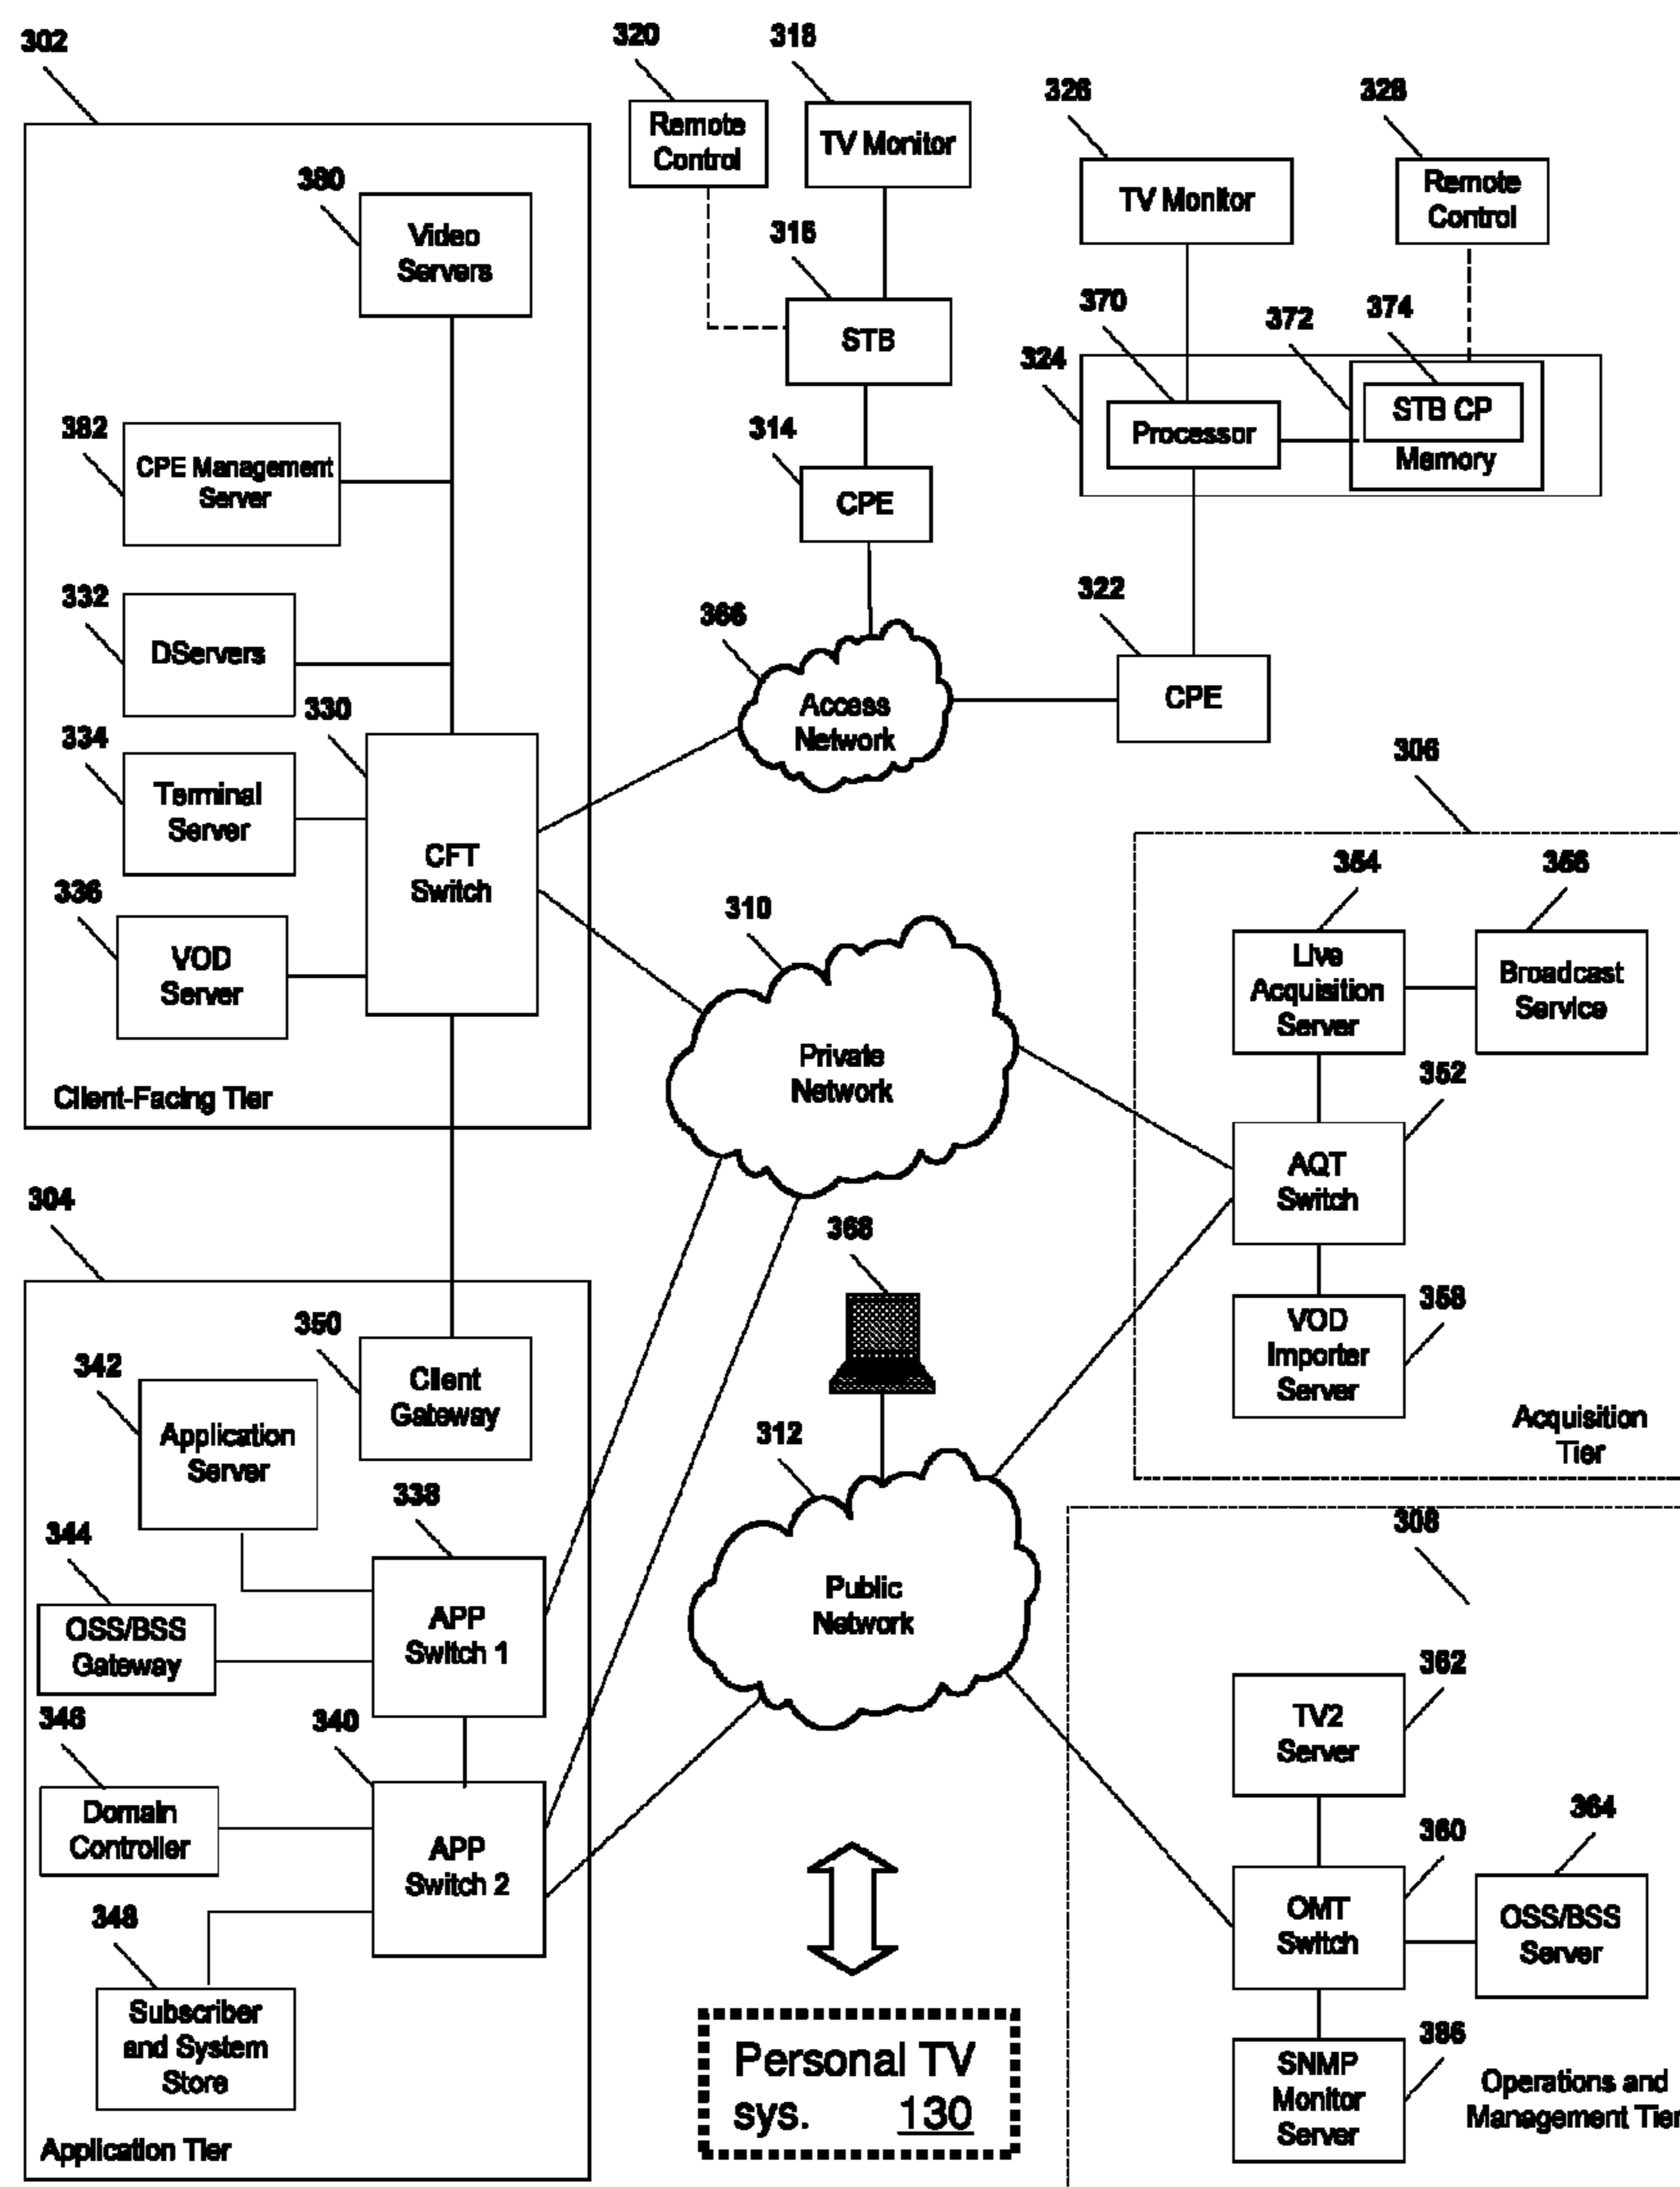 302
380
Video
Servers
382
CPE Management
Server
332
DServers
330
334
Terminal
Server
CFT
Switch
336
VOD
Server
Client-Facing Tier
320
Remote
Control
318
TV Monitor
316
STB
314
CPE
366
Access
Network
326
TV Monitor
328
Remote
Control
370
372
374
324
Processor
STB CP
Memory
322
CPE
310
Private
Network
306
354
356
Live
Acquisition
Server
Broadcast
Service
352
AQT
Switch
358
VOD
Importer
Server
Acquisition
Tier
304
350
Client
Gateway
342
Application
Server
338
344
OSS/BSS
Gateway
APP
Switch 1
346
340
Domain
Controller
APP
Switch 2
348
Subscriber
and System
Store
Application Tier
368
312
Public
Network
Personal TV
sys. 130
308
362
TV2
Server
360
364
OMT
Switch
OSS/BSS
Server
386
SNMP
Monitor
Server
Operations and
Management Tier